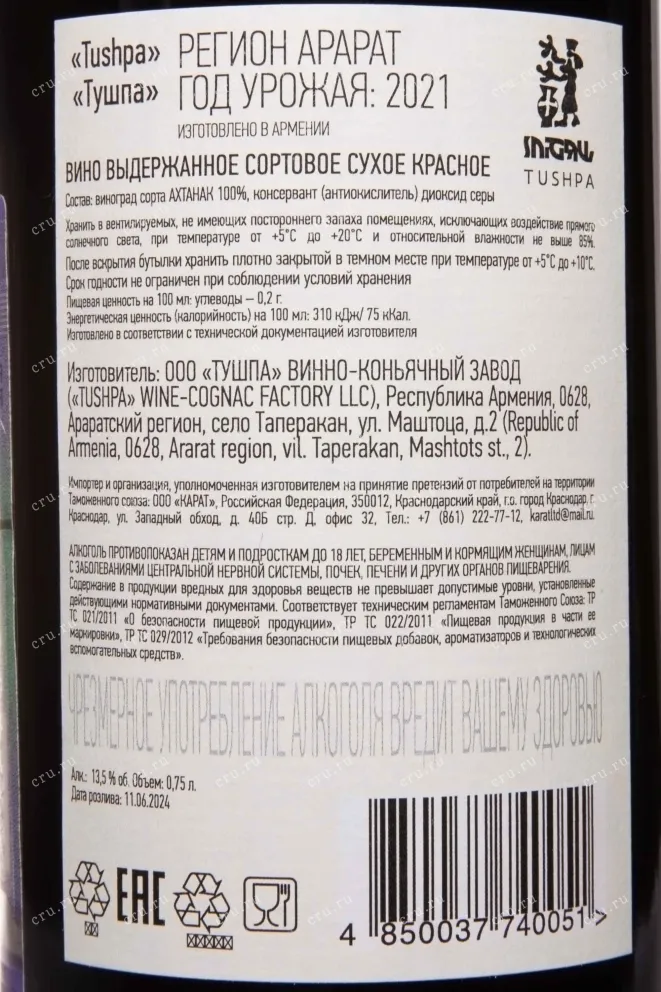 «Tushpa» РЕГИОН АРАРАТ
«Тушпа» ГОД УРОЖАЯ: 2021
ИЗГОТОВЛЕНО В АРМЕНИИ
TUSHPA
ВИНО ВЫДЕРЖАННОЕ СОРТОВОЕ СУХОЕ КРАСНОЕ
Состав: виноград сорта АХТАНАК 100%, консервант (антиокислитель) диоксид серы
Хранить в вентилируемых, не имеющих постороннего запаха помещениях, исключающих воздействие прямого
солнечного света, при температуре от +5°C до +20°C и относительной влажности не выше 85%.
После вскрытия бутылки хранить плотно закрытой в темном месте при температуре от +5°C до +10°C.
Срок годности не ограничен при соблюдении условий хранения
Пищевая ценность на 100 мл: углеводы – 0,2 г.
Энергетическая ценность (калорийность) на 100 мл: 310 кДж/ 75 кКал.
Изготовлено в соответствии с технической документацией изготовителя
Изготовитель: ООО «ТУШПА» ВИННО-КОНЬЯЧНЫЙ ЗАВОД
(«TUSHPA» WINE-COGNAC FACTORY LLC), Республика Армения, 0628,
Араратский регион, село Таперакан, ул. Маштоца, д.2 (Republic of
Armenia, 0628, Ararat region, vil. Taperakan, Mashtots st., 2).
Импортер и организация, уполномоченная изготовителем на принятие претензий от потребителей на территории
Таможенного союза: ООО «КАРАТ», Российская Федерация, 350012, Краснодарский край, г.о. город Краснодар, г.
Краснодар, ул. Западный обход, д. 40Б стр. Д, офис 32, Тел.: +7 (861) 222-77-12, karatltd@mail.ru.
АЛКОГОЛЬ ПРОТИВОПОКАЗАН ДЕТЯМ И ПОДРОСТКАМ ДО 18 ЛЕТ, БЕРЕМЕННЫМ И КОРМЯЩИМ ЖЕНЩИНАМ, ЛИЦАМ
С ЗАБОЛЕВАНИЯМИ ЦЕНТРАЛЬНОЙ НЕРВНОЙ СИСТЕМЫ, ПОЧЕК, ПЕЧЕНИ И ДРУГИХ ОРГАНОВ ПИЩЕВАРЕНИЯ.
Содержание в продукции вредных для здоровья веществ не превышает допустимые уровни, установленные
действующими нормативными документами. Соответствует техническим регламентам Таможенного Союза: ТР
ТС 021/2011 «О безопасности пищевой продукции», ТР ТС 022/2011 «Пищевая продукция в части ее
маркировки», ТР ТС 029/2012 «Требования безопасности пищевых добавок, ароматизаторов и технологических
вспомогательных средств».
ЧРЕЗМЕРНОЕ УПОТРЕБЛЕНИЕ АЛКОГОЛЯ ВРЕДИТ ВАШЕМУ ЗДОРОВЬЮ
Алк.: 13,5 % об. Объем: 0,75 л.
Дата розлива: 11.06.2024
EAC
4 850037 740051 >
cru.ru